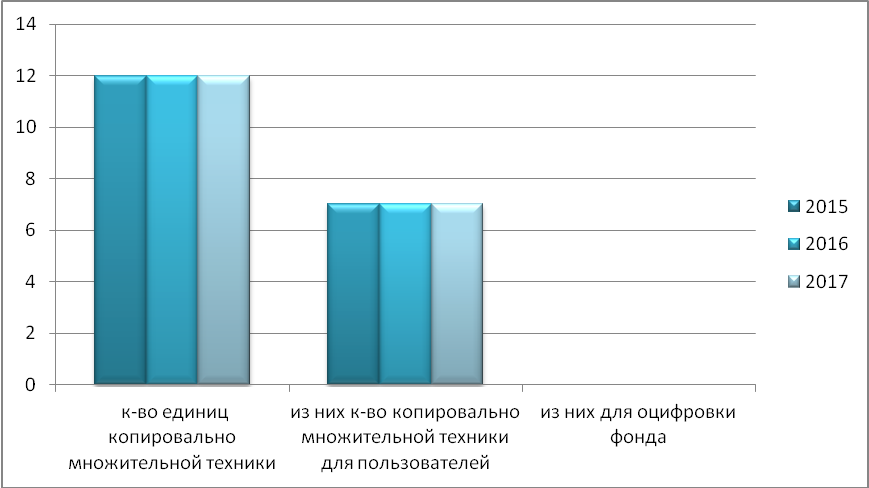 14
12
10
8
6
4
2
0
к-во единиц
копировально
множительной техники
из них к-во копировально
множительной техники
для пользователей
из них для оцифровки
фонда
2015
2016
2017